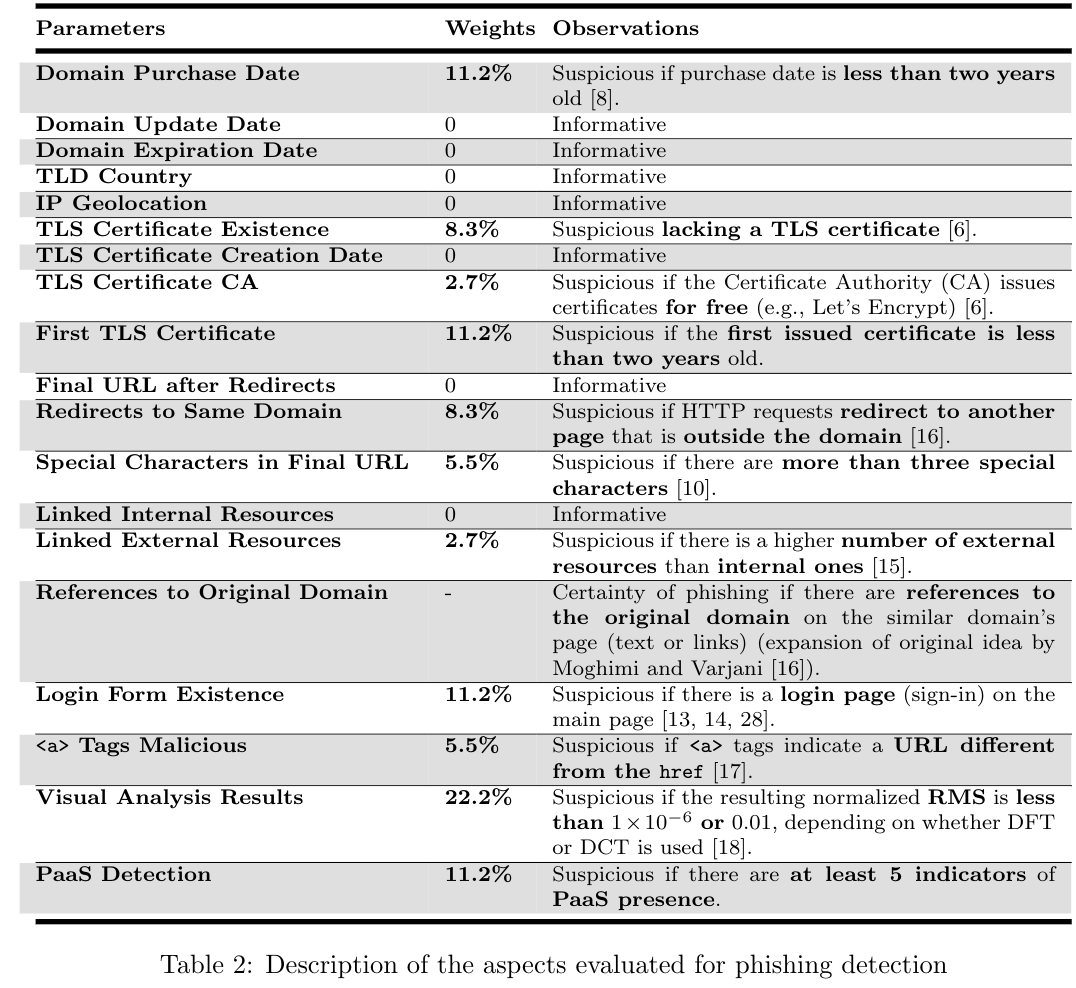 Parameters Weights Observations
Domain Purchase Date 11.2% Suspicious if purchase date is less than two years
old [8].
Domain Update Date 0 Informative
Domain Expiration Date 0 Informative
TLD Country 0 Informative
IP Geolocation 0 Informative
TLS Certificate Existence 8.3% Suspicious lacking a TLS certificate [6].
TLS Certificate Creation Date 0 Informative
TLS Certificate CA 2.7% Suspicious if the Certificate Authority (CA) issues
certificates for free (e.g., Let's Encrypt) [6].
First TLS Certificate 11.2% Suspicious if the first issued certificate is less
than two years old.
Final URL after Redirects 0 Informative
Redirects to Same Domain 8.3% Suspicious if HTTP requests redirect to another
page that is outside the domain [16].
Special Characters in Final URL 5.5% Suspicious if there are more than three special
characters [10].
Linked Internal Resources 0 Informative
Linked External Resources 2.7% Suspicious if there is a higher number of external
resources than internal ones [15].
References to Original Domain - Certainty of phishing if there are references to
the original domain on the similar domain's
page (text or links) (expansion of original idea by
Moghimi and Varjani [16]).
Login Form Existence 11.2% Suspicious if there is a login page (sign-in) on the
main page [13, 14, 28].
<a> Tags Malicious 5.5% Suspicious if <a> tags indicate a URL different
from the href [17].
Visual Analysis Results 22.2% Suspicious if the resulting normalized RMS is less
than 1×10⁻⁶ or 0.01, depending on whether DFT
or DCT is used [18].
PaaS Detection 11.2% Suspicious if there are at least 5 indicators of
PaaS presence.
Table 2: Description of the aspects evaluated for phishing detection